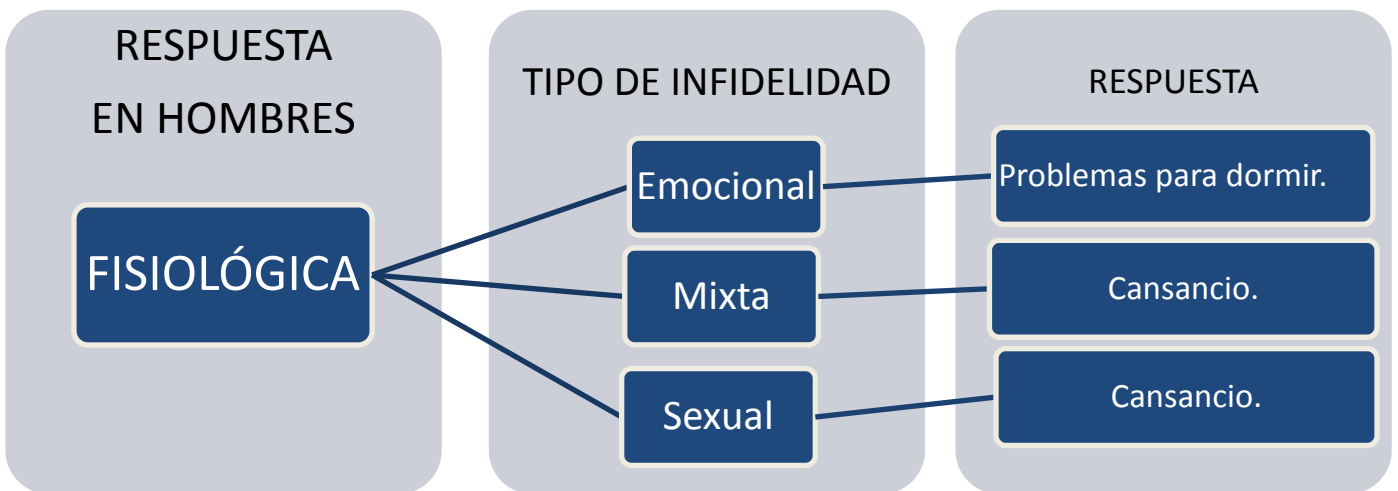 RESPUESTA
EN HOMBRES
FISIOLÓGICA
TIPO DE INFIDELIDAD
Emocional
Mixta
Sexual
RESPUESTA
Problemas para dormir.
Cansancio.
Cansancio.